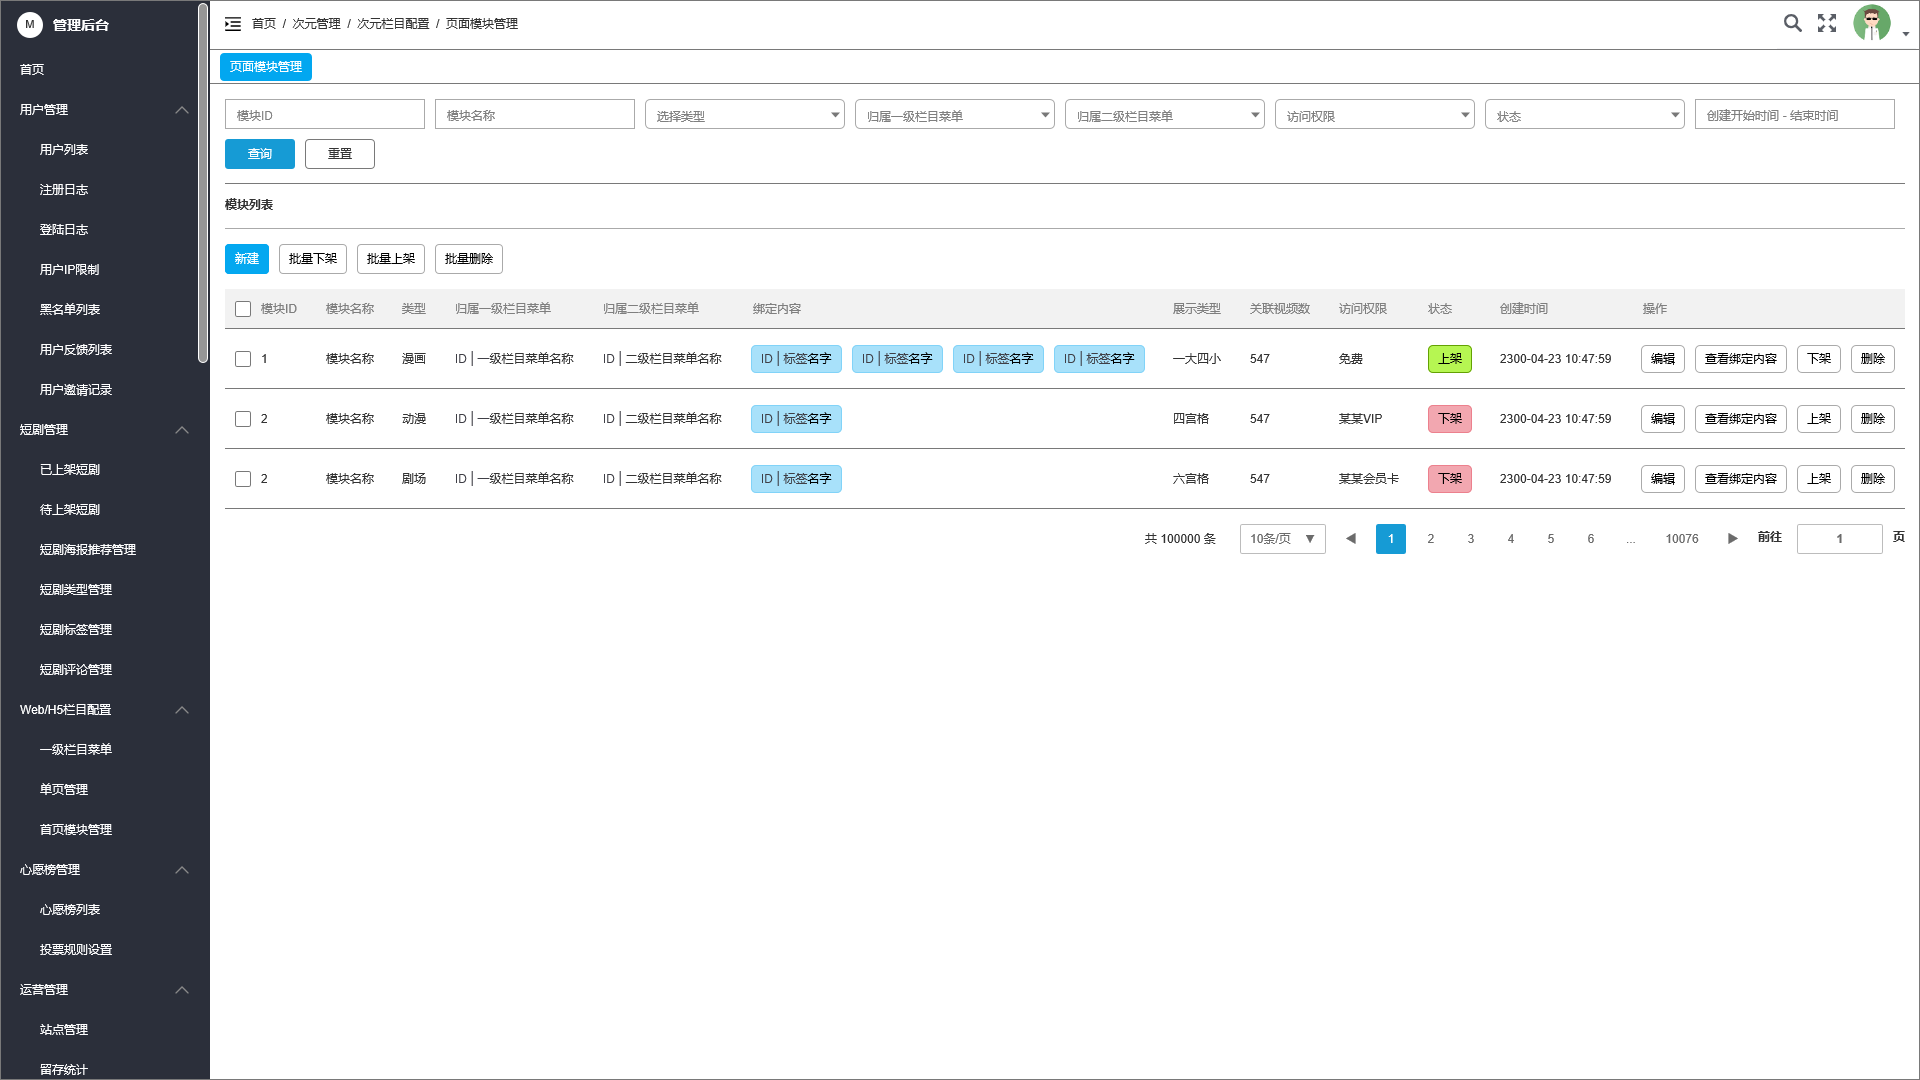 M 管理后台
首页
用户管理
用户列表
注册日志
登陆日志
用户IP限制
黑名单列表
用户反馈列表
用户邀请记录
短剧管理
已上架短剧
待上架短剧
短剧海报推荐管理
短剧类型管理
短剧标签管理
短剧评论管理
Web/H5栏目配置
一级栏目菜单
单页管理
首页模块管理
心愿榜管理
心愿榜列表
投票规则设置
运营管理
站点管理
留存统计
首页 / 次元管理 / 次元栏目配置 / 页面模块管理
页面模块管理
模块ID 模块名称 选择类型 归属一级栏目菜单 归属二级栏目菜单 访问权限 状态 创建开始时间 - 结束时间
查询 重置
模块列表
新建 批量下架 批量上架 批量删除
模块ID 模块名称 类型 归属一级栏目菜单 归属二级栏目菜单 绑定内容 展示类型 关联视频数 访问权限 状态 创建时间 操作
1 模块名称 漫画 ID | 一级栏目菜单名称 ID | 二级栏目菜单名称 ID | 标签名字 ID | 标签名字 ID | 标签名字 ID | 标签名字 一大四小 547 免费 上架 2300-04-23 10:47:59 编辑 查看绑定内容 下架 删除
2 模块名称 动漫 ID | 一级栏目菜单名称 ID | 二级栏目菜单名称 ID | 标签名字 四宫格 547 某某VIP 下架 2300-04-23 10:47:59 编辑 查看绑定内容 上架 删除
2 模块名称 剧场 ID | 一级栏目菜单名称 ID | 二级栏目菜单名称 ID | 标签名字 六宫格 547 某某会员卡 下架 2300-04-23 10:47:59 编辑 查看绑定内容 上架 删除
共 100000 条 10条/页 ▼ ◀ 1 2 3 4 5 6 ... 10076 ▶ 前往 1 页